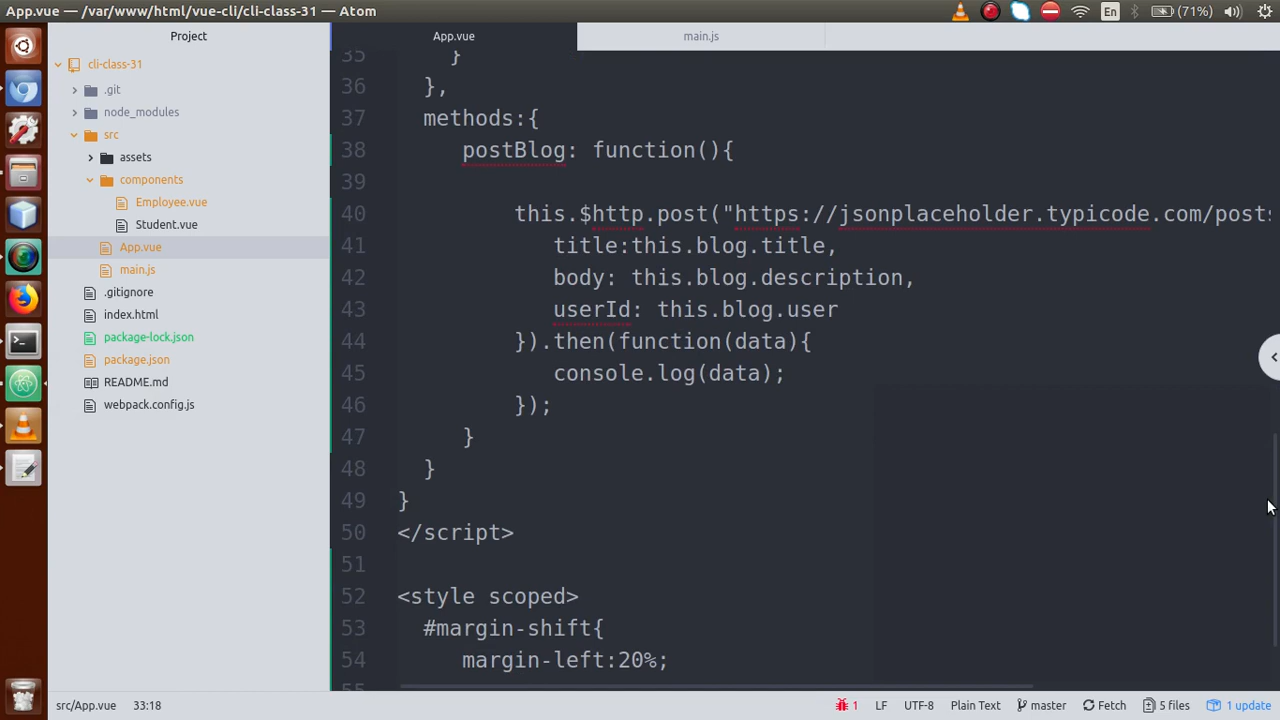 App.vue — /var/www/html/vue-cli/cli-class-31 — Atom
En
(71%)
Project
App.vue
main.js
cli-class-31
.git
node_modules
src
assets
components
Employee.vue
Student.vue
App.vue
main.js
.gitignore
index.html
package-lock.json
package.json
README.md
webpack.config.js
35 }
36 },
37 methods:{
38 postBlog: function(){
39
40 this.$http.post("https://jsonplaceholder.typicode.com/posts
41 title:this.blog.title,
42 body: this.blog.description,
43 userId: this.blog.user
44 }).then(function(data){
45 console.log(data);
46 });
47 }
48 }
49 }
50 </script>
51
52 <style scoped>
53 #margin-shift{
54 margin-left:20%;
55
src/App.vue 33:18
1 LF UTF-8 Plain Text master Fetch 5 files 1 update